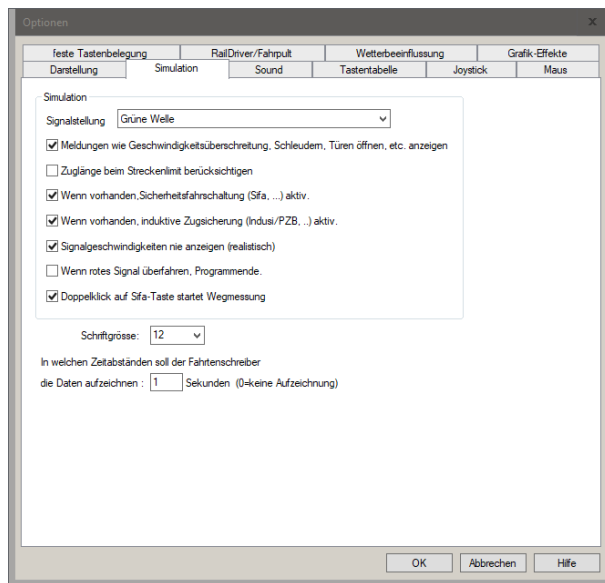 Optionen
x
feste Tastenbelegung RailDriver/Fahrpult Wetterbeeinflussung Grafik-Effekte
Darstellung Simulation Sound Tastentabelle Joystick Maus
Simulation
Signalstellung Grüne Welle
Meldungen wie Geschwindigkeitsüberschreitung, Schleudern, Türen öffnen, etc. anzeigen
Zuglänge beim Streckenlimit berücksichtigen
Wenn vorhanden,Sicherheitsfahrschaltung (Sifa, ...) aktiv.
Wenn vorhanden, induktive Zugsicherung (Indusi/PZB, ..) aktiv.
Signalgeschwindigkeiten nie anzeigen (realistisch)
Wenn rotes Signal überfahren, Programmende.
Doppelklick auf Sifa-Taste startet Wegmessung
Schriftgrösse: 12
In welchen Zeitabständen soll der Fahrtenschreiber
die Daten aufzeichnen : 1 Sekunden (0=keine Aufzeichnung)
OK Abbrechen Hilfe